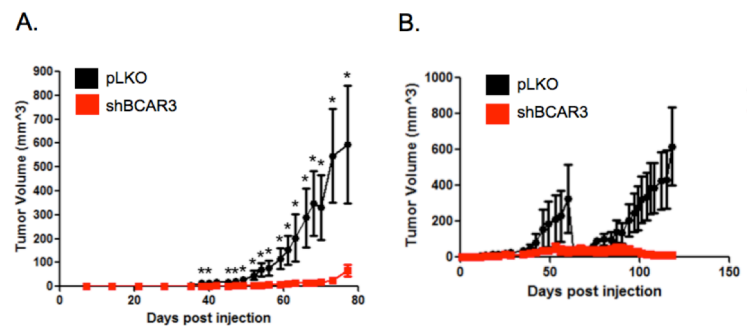 A.
pLKO
shBCAR3
Tumor Volume (mm^3)
900
800
700
600
500
400
300
200
100
0
* * * * * * * * * * * * * *
0 20 40 60 80
Days post injection
B.
pLKO
shBCAR3
Tumor Volume (mm^3)
1000
800
600
400
200
0
0 50 100 150
Days post injection